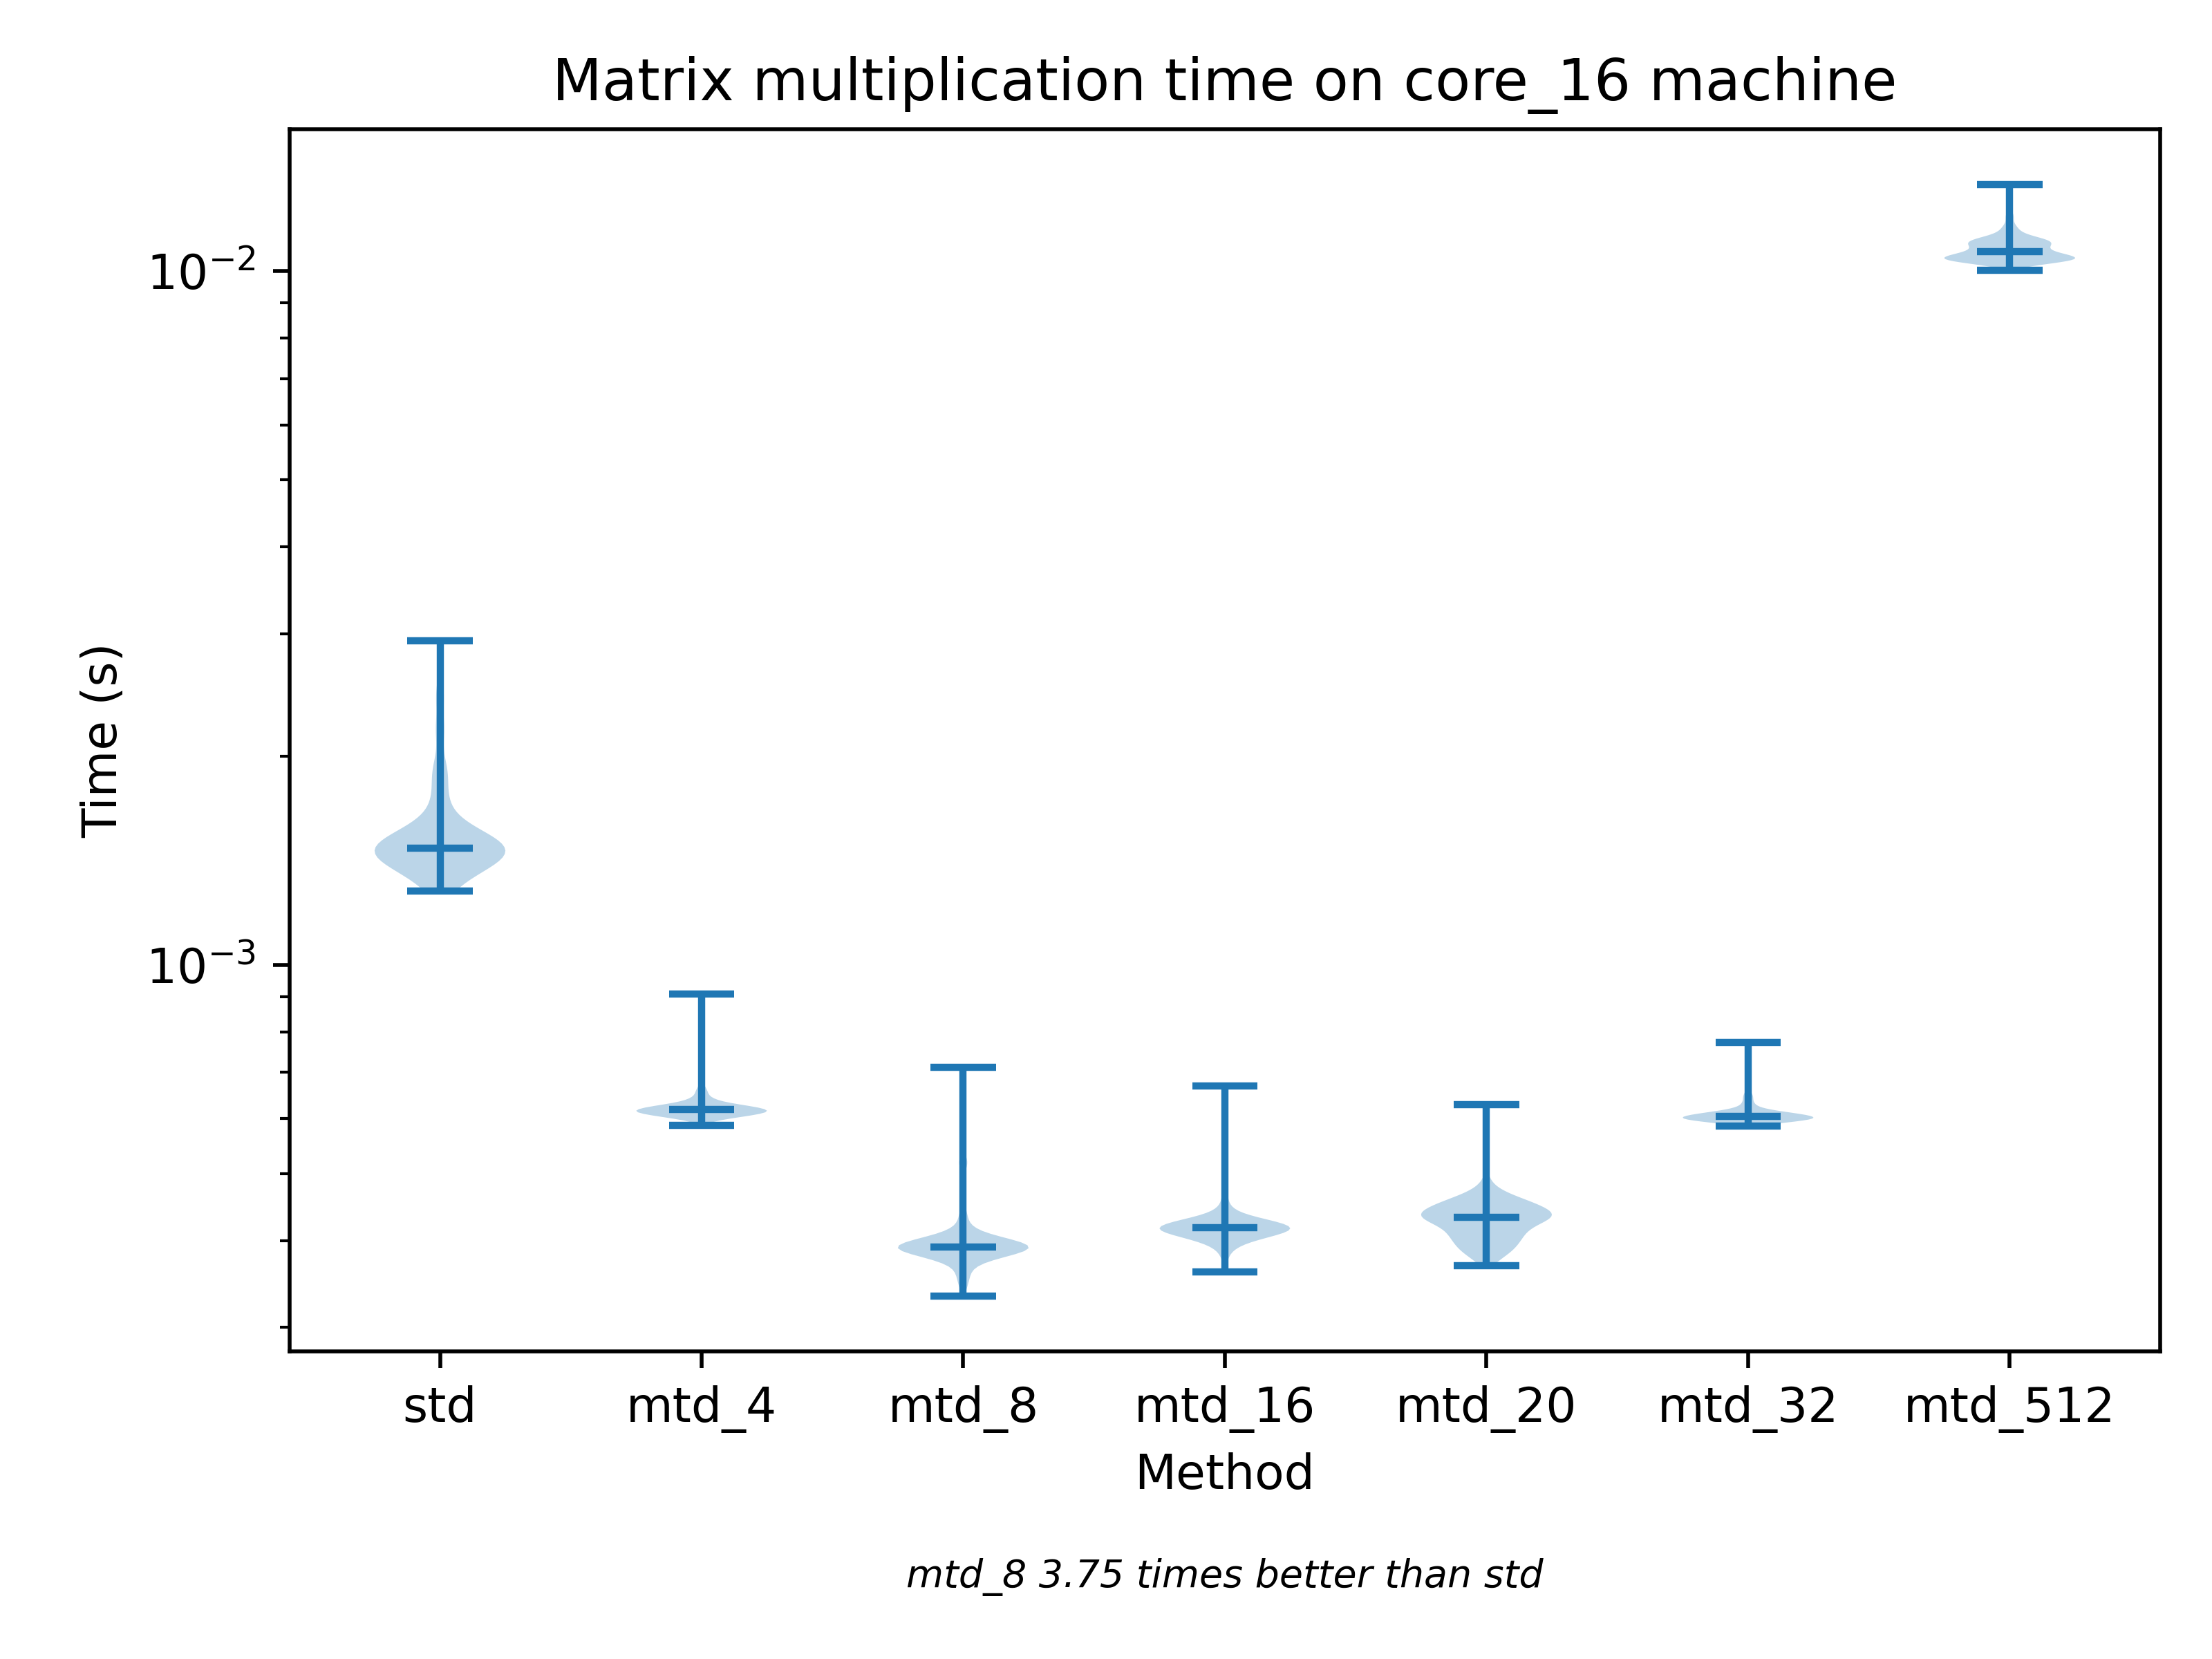 Matrix multiplication time on core_16 machine
Time (s)
10⁻²
10⁻³
std mtd_4 mtd_8 mtd_16 mtd_20 mtd_32 mtd_512
Method
mtd_8 3.75 times better than std